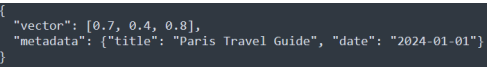 {
  "vector": [0.7, 0.4, 0.8],
  "metadata": {"title": "Paris Travel Guide", "date": "2024-01-01"}
}